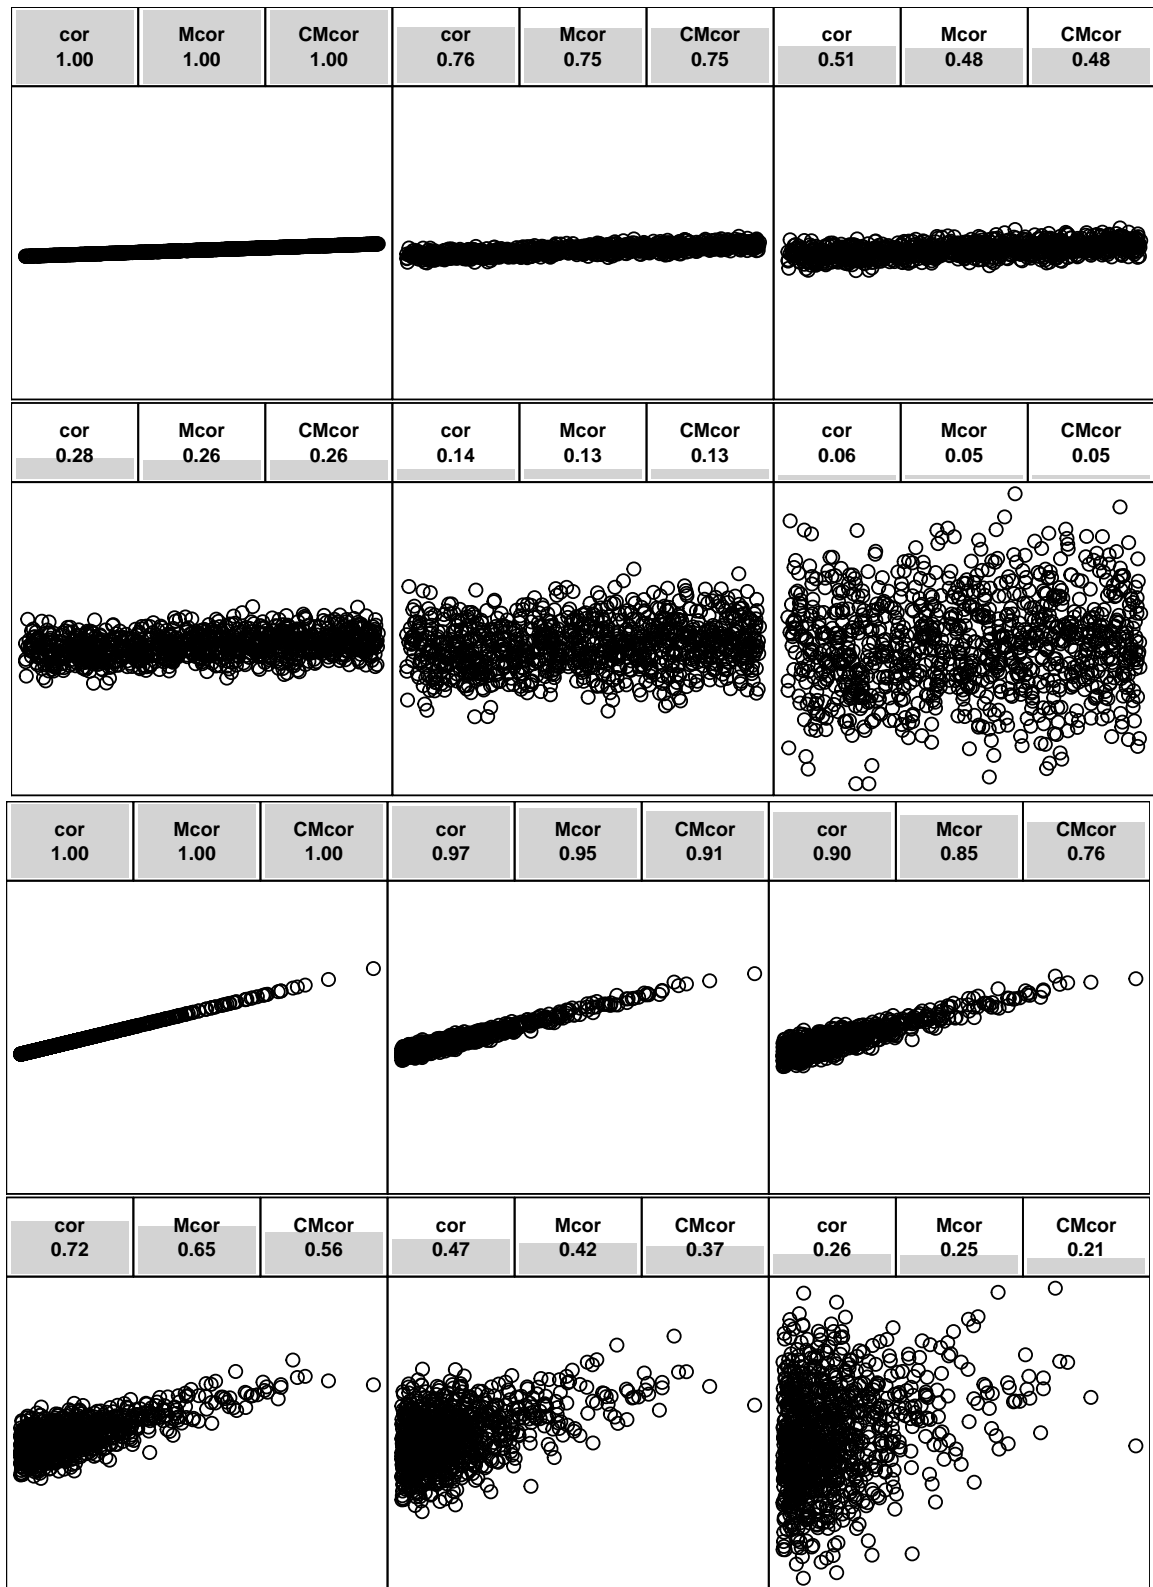 cor Mcor CMcor cor Mcor CMcor cor Mcor CMcor
1.00 1.00 1.00 0.76 0.75 0.75 0.51 0.48 0.48
cor Mcor CMcor cor Mcor CMcor cor Mcor CMcor
0.28 0.26 0.26 0.14 0.13 0.13 0.06 0.05 0.05
cor Mcor CMcor cor Mcor CMcor cor Mcor CMcor
1.00 1.00 1.00 0.97 0.95 0.91 0.90 0.85 0.76
cor Mcor CMcor cor Mcor CMcor cor Mcor CMcor
0.72 0.65 0.56 0.47 0.42 0.37 0.26 0.25 0.21